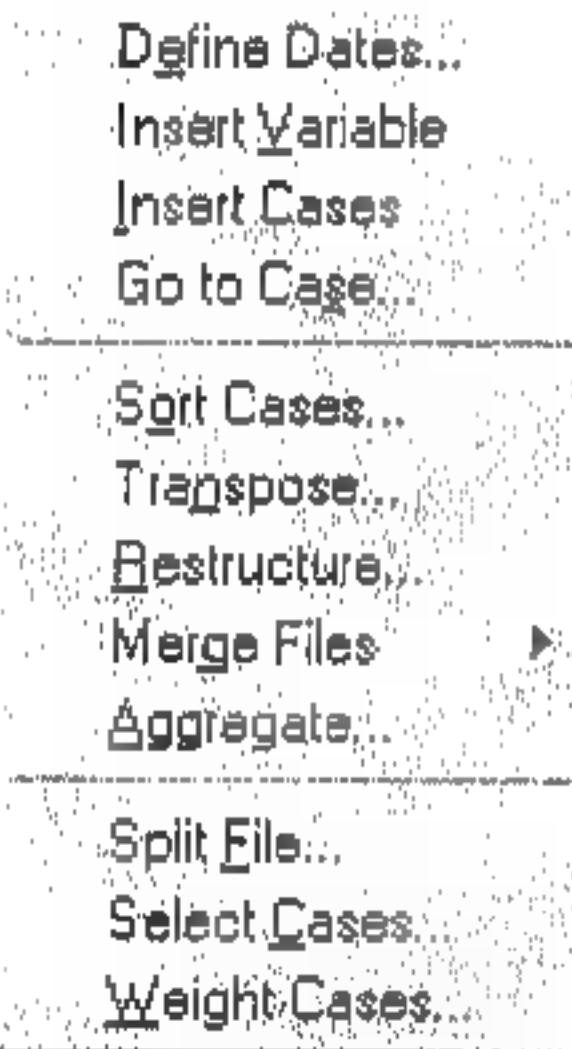 Define Dates...
Insert Variable
Insert Cases
Go to Case...
Sort Cases...
Transpose...
Restructure...
Merge Files
Aggregate...
Split File...
Select Cases...
Weight Cases...